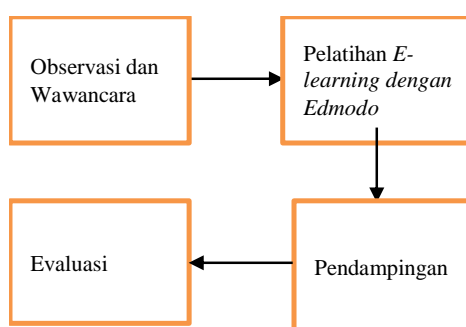 Observasi dan
Wawancara
Pelatihan E-
learning dengan
Edmodo
Pendampingan
Evaluasi